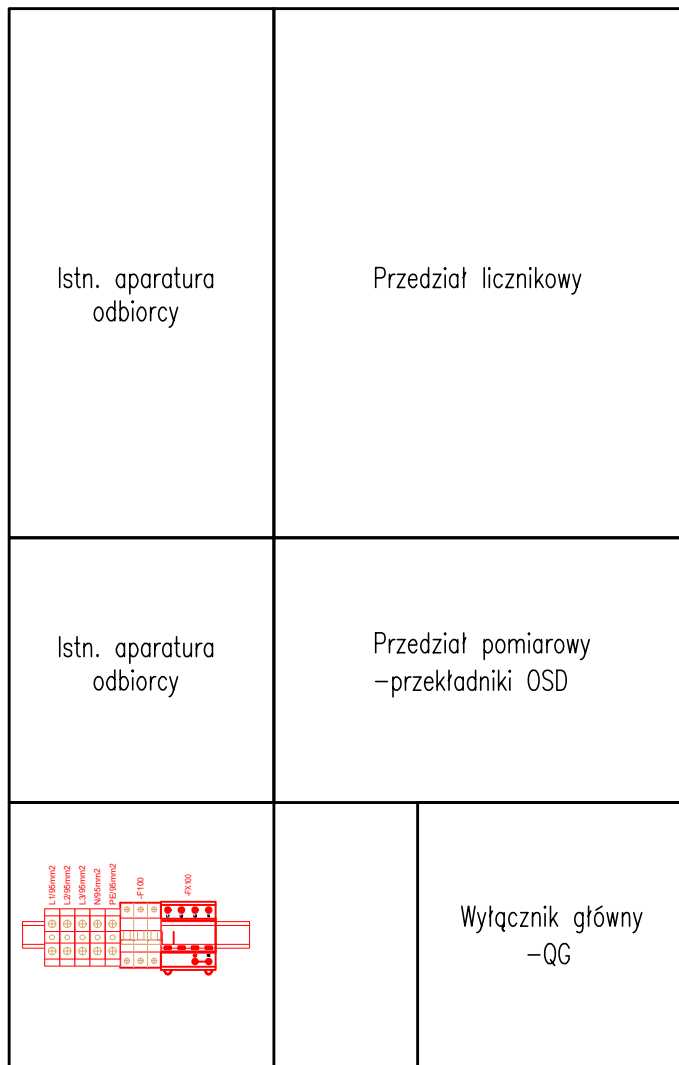 Istn. aparatura
odbiorcy
Przedział licznikowy
Istn. aparatura
odbiorcy
Przedział pomiarowy
-przekładniki OSD
L1/95mm2
L2/95mm2
L3/95mm2
N/95mm2
PE/95mm2
-F100
-FX100
Wyłącznik główny
-QG